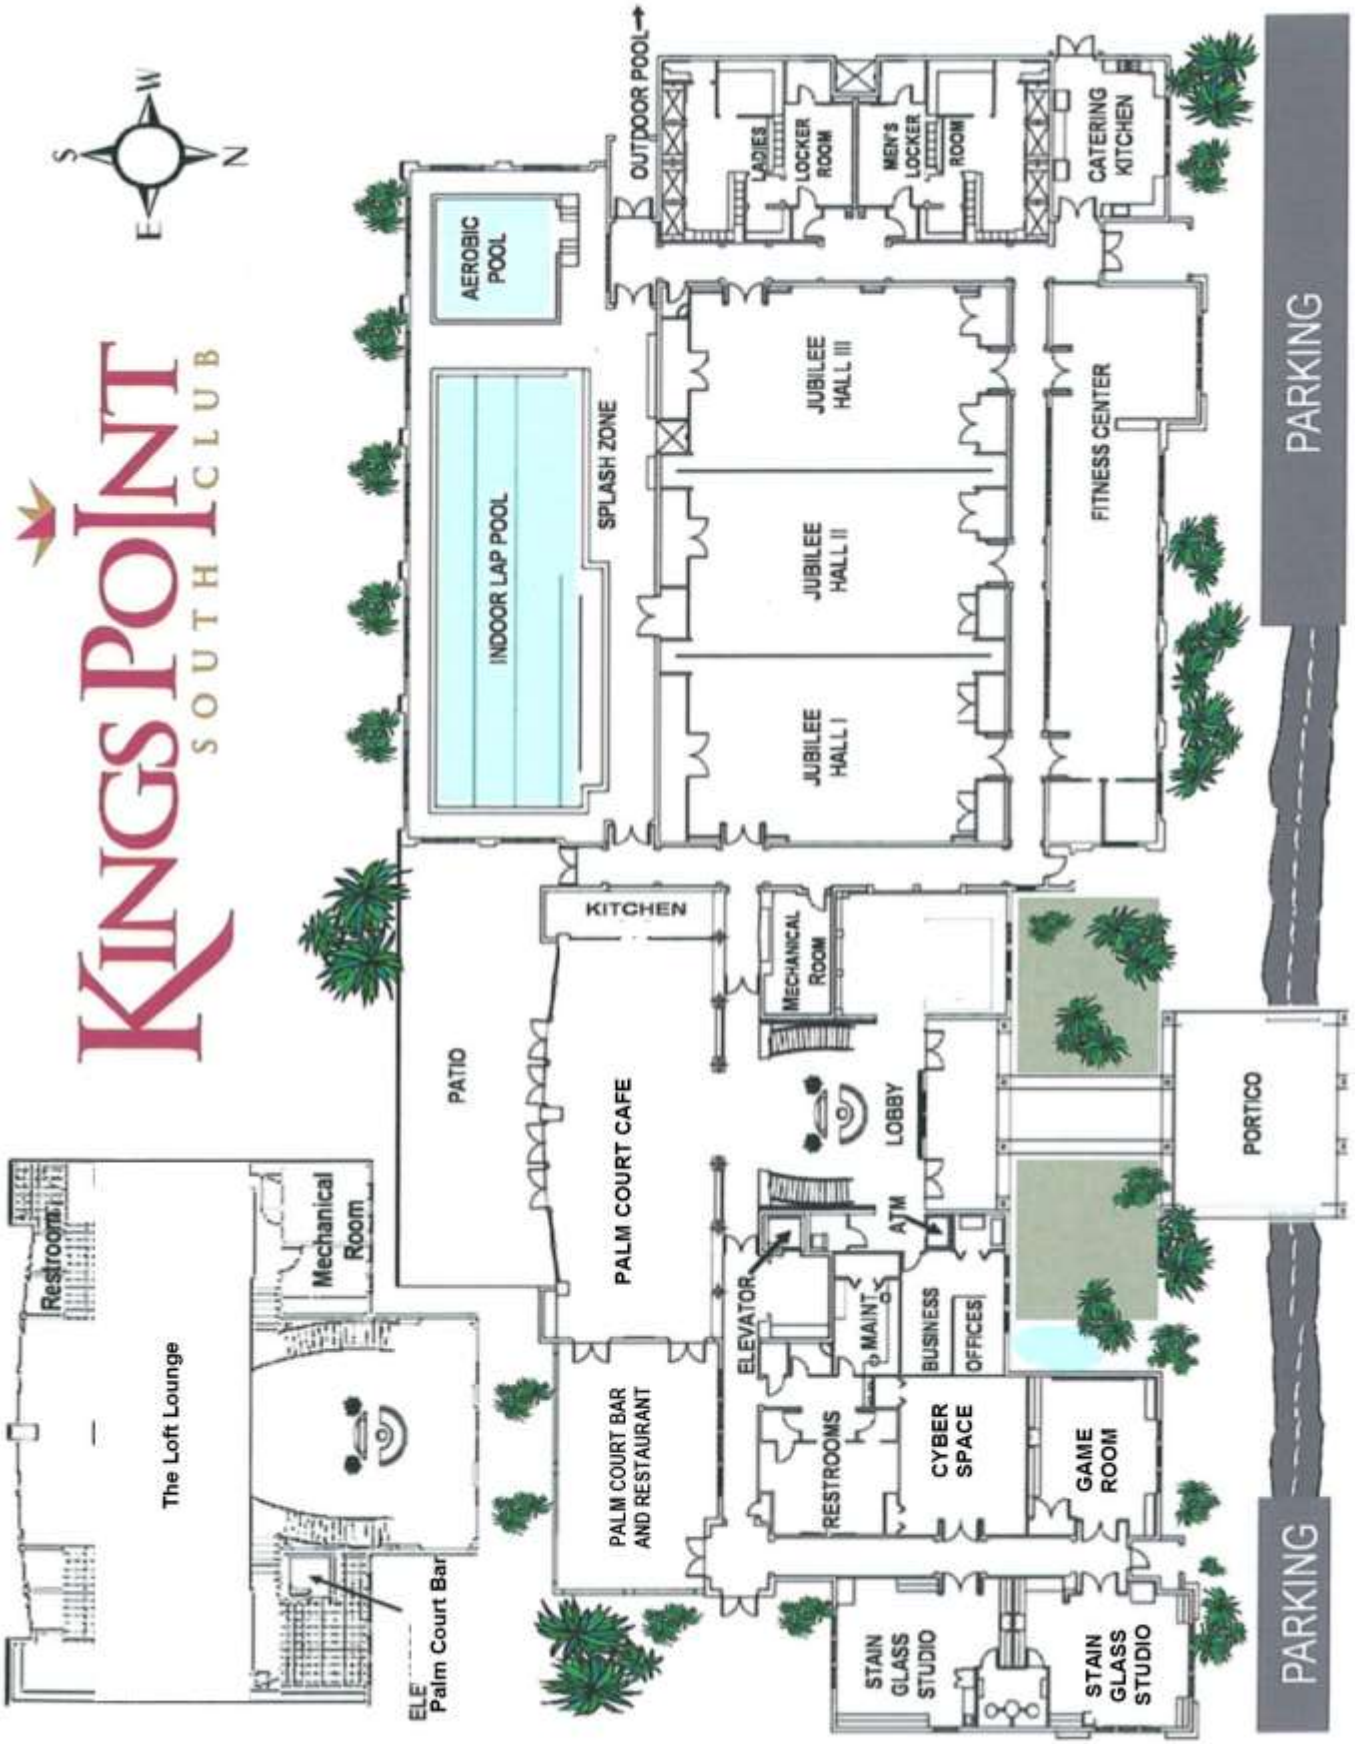 KINGS POINT
SOUTH CLUB
S
W
E
N
Restroom
Mechanical
Room
The Loft Lounge
ELE
Palm Court Bar
OUTDOOR POOL
AEROBIC
POOL
INDOOR LAP POOL
SPLASH ZONE
LADIES
LOCKER
ROOM
MEN'S
LOCKER
ROOM
CATERING
KITCHEN
JUBILEE
HALL III
JUBILEE
HALL II
JUBILEE
HALL I
FITNESS CENTER
PARKING
PATIO
KITCHEN
PALM COURT CAFE
MECHANICAL
ROOM
LOBBY
PORTICO
ATM
ELEVATOR
MAINT
BUSINESS
OFFICES
PALM COURT BAR
AND RESTAURANT
RESTROOMS
CYBER
SPACE
GAME
ROOM
STAIN
GLASS
STUDIO
STAIN
GLASS
STUDIO
PARKING